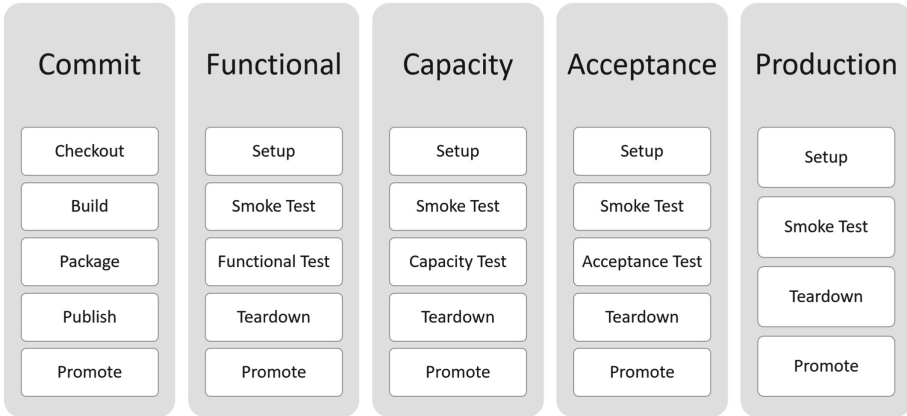 Commit
Checkout
Build
Package
Publish
Promote
Functional
Setup
Smoke Test
Functional Test
Teardown
Promote
Capacity
Setup
Smoke Test
Capacity Test
Teardown
Promote
Acceptance
Setup
Smoke Test
Acceptance Test
Teardown
Promote
Production
Setup
Smoke Test
Teardown
Promote